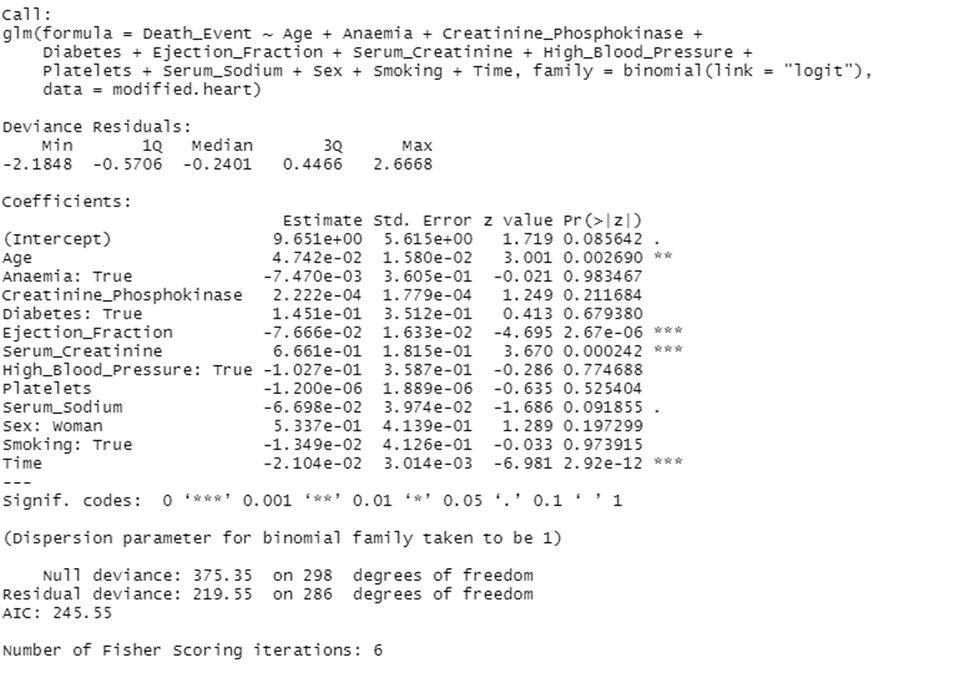 Call:
glm(formula = Death_Event ~ Age + Anaemia + Creatinine_Phosphokinase +
    Diabetes + Ejection_Fraction + Serum_Creatinine + High_Blood_Pressure +
    Platelets + Serum_Sodium + Sex + Smoking + Time, family = binomial(link = "logit"),
    data = modified.heart)

Deviance Residuals:
    Min       1Q   Median       3Q      Max
-2.1848  -0.5706  -0.2401   0.4466   2.6668

Coefficients:
                            Estimate Std. Error z value Pr(>|z|)
(Intercept)                9.651e+00  5.615e+00   1.719 0.085642 .
Age                        4.742e-02  1.580e-02   3.001 0.002690 **
Anaemia: True             -7.470e-03  3.605e-01  -0.021 0.983467
Creatinine_Phosphokinase   2.222e-04  1.779e-04   1.249 0.211684
Diabetes: True             1.451e-01  3.512e-01   0.413 0.679380
Ejection_Fraction         -7.666e-02  1.633e-02  -4.695 2.67e-06 ***
Serum_Creatinine           6.661e-01  1.815e-01   3.670 0.000242 ***
High_Blood_Pressure: True -1.027e-01  3.587e-01  -0.286 0.774688
Platelets                 -1.200e-06  1.889e-06  -0.635 0.525404
Serum_Sodium              -6.698e-02  3.974e-02  -1.686 0.091855 .
Sex: Woman                 5.337e-01  4.139e-01   1.289 0.197299
Smoking: True             -1.349e-02  4.126e-01  -0.033 0.973915
Time                      -2.104e-02  3.014e-03  -6.981 2.92e-12 ***
---
Signif. codes:  0 ‘***’ 0.001 ‘**’ 0.01 ‘*’ 0.05 ‘.’ 0.1 ‘ ’ 1

(Dispersion parameter for binomial family taken to be 1)

    Null deviance: 375.35  on 298  degrees of freedom
Residual deviance: 219.55  on 286  degrees of freedom
AIC: 245.55

Number of Fisher Scoring iterations: 6